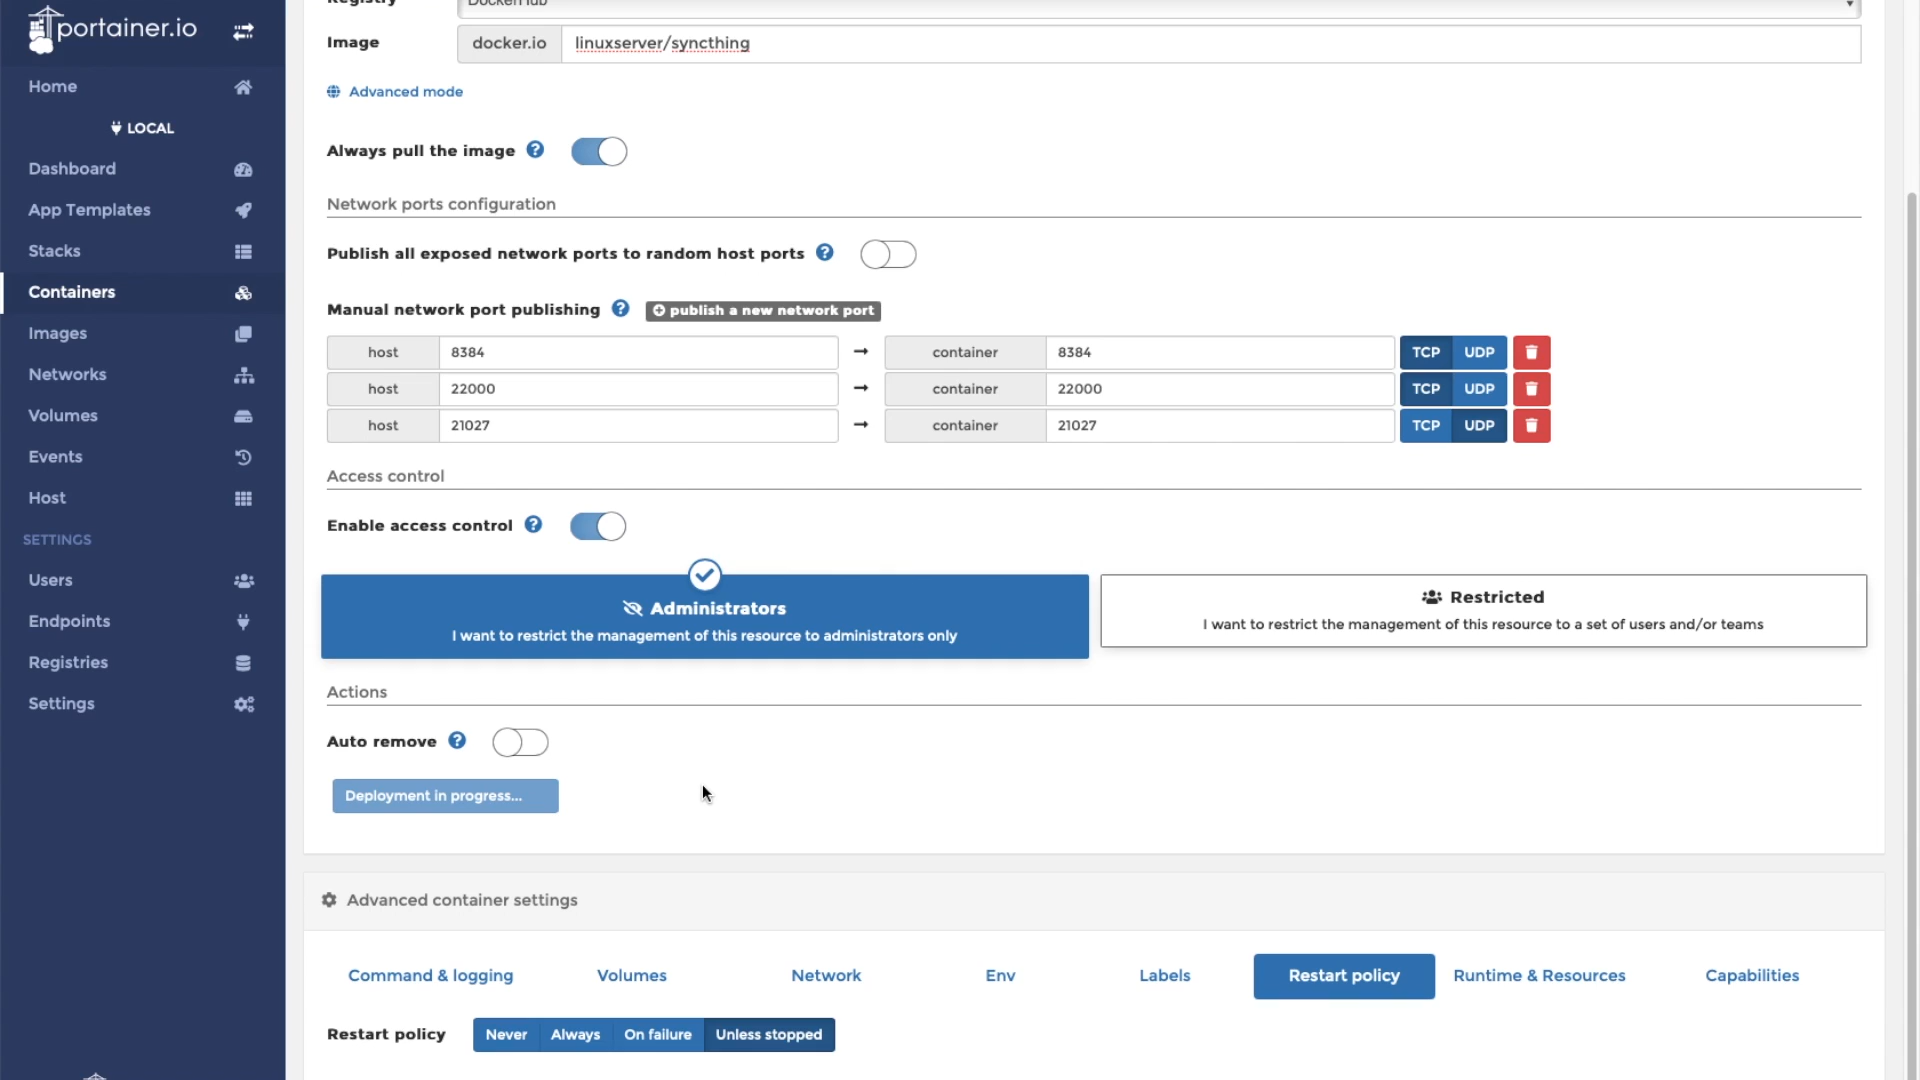 portainer.io
Home
LOCAL
Dashboard
App Templates
Stacks
Containers
Images
Networks
Volumes
Events
Host
SETTINGS
Users
Endpoints
Registries
Settings
Registry
DockerHub
Image docker.io linuxserver/syncthing
Advanced mode
Always pull the image
Network ports configuration
Publish all exposed network ports to random host ports
Manual network port publishing publish a new network port
host 8384 → container 8384 TCP UDP
host 22000 → container 22000 TCP UDP
host 21027 → container 21027 TCP UDP
Access control
Enable access control
Administrators
I want to restrict the management of this resource to administrators only
Restricted
I want to restrict the management of this resource to a set of users and/or teams
Actions
Auto remove
Deployment in progress...
Advanced container settings
Command & logging Volumes Network Env Labels Restart policy Runtime & Resources Capabilities
Restart policy Never Always On failure Unless stopped